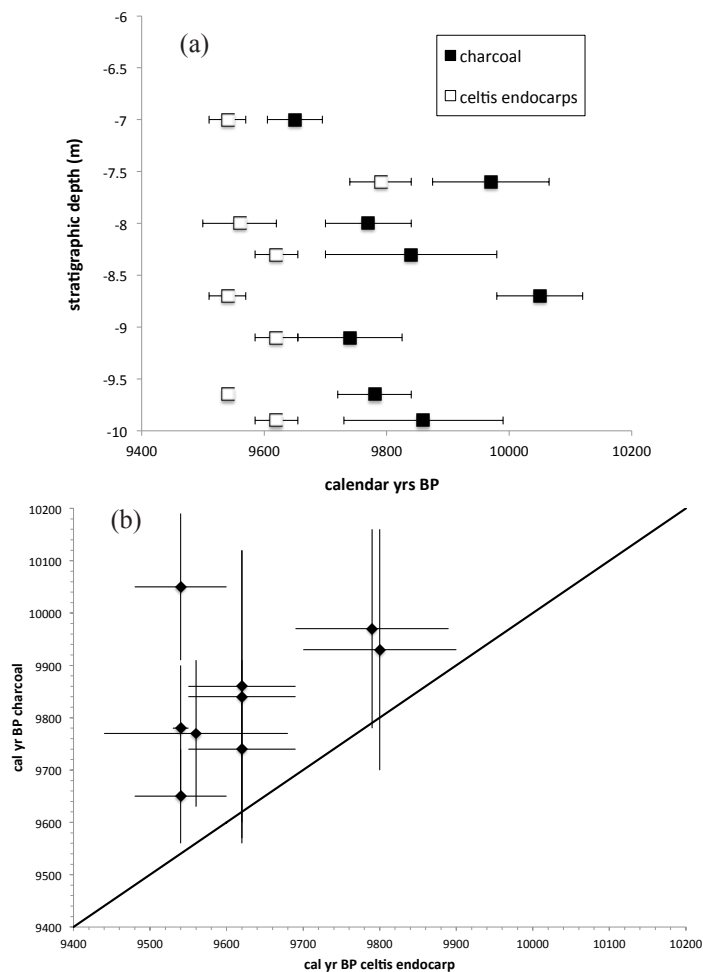 (a)
charcoal
celtis endocarps
-6
-6.5
-7
-7.5
-8
-8.5
-9
-9.5
-10
stratigraphic depth (m)
9400 9600 9800 10000 10200
calendar yrs BP
(b)
10200
10100
10000
9900
9800
9700
9600
9500
9400
cal yr BP charcoal
9400 9500 9600 9700 9800 9900 10000 10100 10200
cal yr BP celtis endocarp